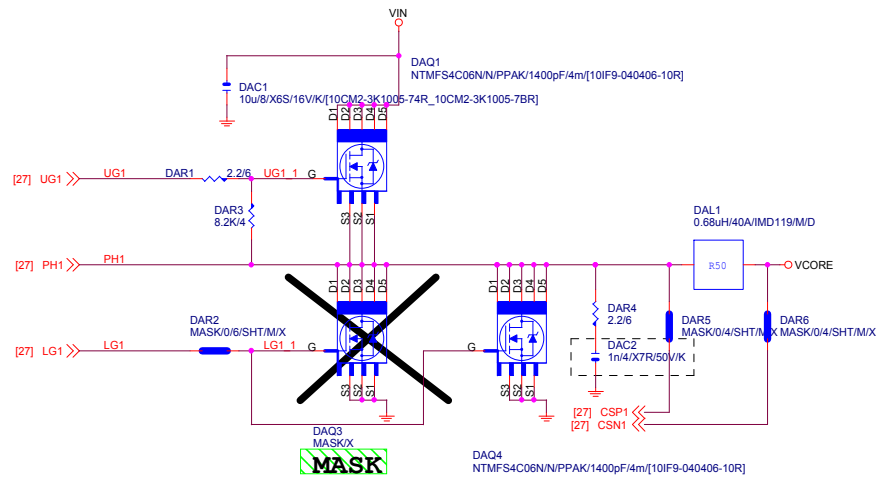 VIN
DAQ1
NTMFS4C06N/N/PPAK/1400pF/4m/[10IF9-040406-10R]
DAC1
10u/8/X6S/16V/K/[10CM2-3K1005-74R_10CM2-3K1005-7BR]
D1 D2 D3 D4 D5
[27] UG1 UG1 DAR1 2.2/6 UG1_1 G
S3 S2 S1
DAR3
8.2K/4
DAL1
0.68uH/40A/IMD119/M/D
[27] PH1 PH1 R50 VCORE
D1 D2 D3 D4 D5 D1 D2 D3 D4 D5
DAR2
MASK/0/6/SHT/M/X
DAR4
2.2/6
DAR5
MASK/0/4/SHT/M/X
DAR6
MASK/0/4/SHT/M/X
[27] LG1 LG1 LG1_1 G G
DAC2
1n/4/X7R/50V/K
S3 S2 S1 S3 S2 S1
[27] CSP1
[27] CSN1
DAQ3
MASK/X
MASK
DAQ4
NTMFS4C06N/N/PPAK/1400pF/4m/[10IF9-040406-10R]